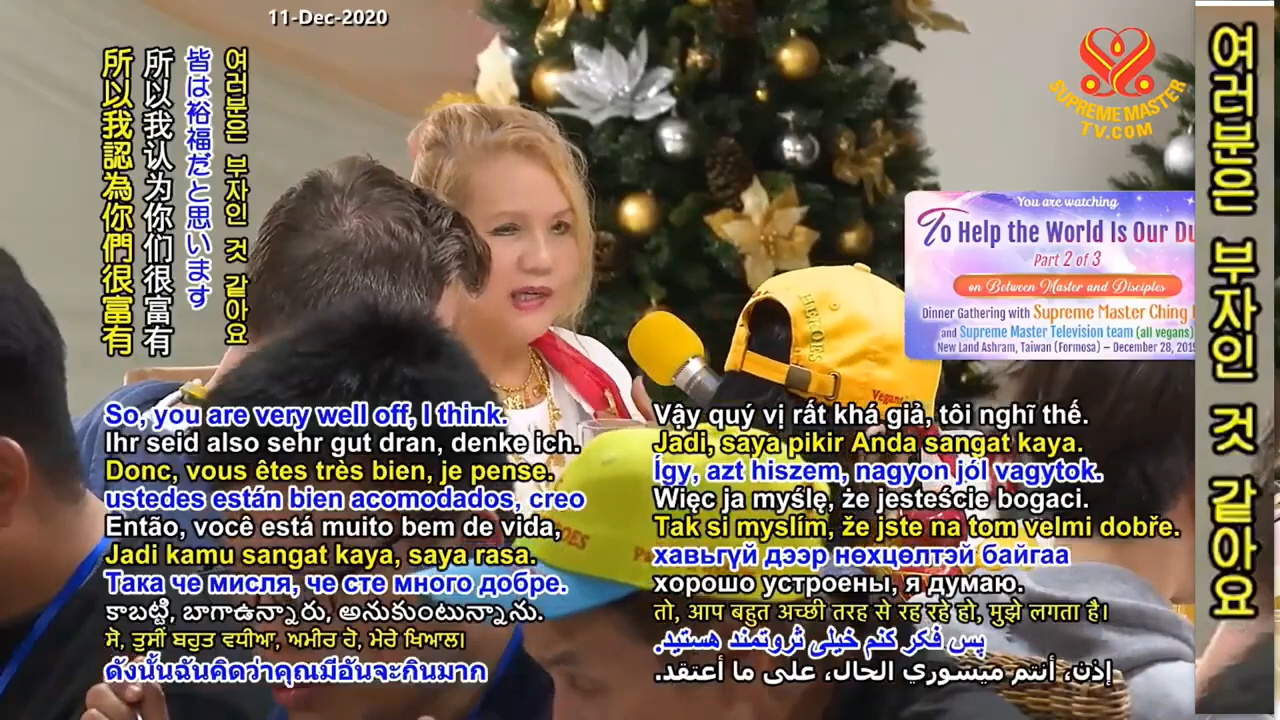 11-Dec-2020
여러분은 부자인 것 같아요
皆は裕福だと思います
所以我认为你们很富有
所以我認為你們很富有
SUPREME MASTER
TV.COM
You are watching
To Help the World Is Our Du
Part 2 of 3
on Between Master and Disciples
Dinner Gathering with Supreme Master Ching
and Supreme Master Television team (all vegans)
New Land Ashram, Taiwan (Formosa) – December 28, 2019
HEROES
Vegan
So, you are very well off, I think.
Ihr seid also sehr gut dran, denke ich.
Donc, vous êtes très bien, je pense.
ustedes están bien acomodados, creo
Então, você está muito bem de vida,
Jadi kamu sangat kaya, saya rasa.
Така че мисля, че сте много добре.
కాబట్టి, బాగాఉన్నారు, అనుకుంటున్నాను.
ਸੋ, ਤੁਸੀਂ ਬਹੁਤ ਵਧੀਆ, ਅਮੀਰ ਹੋ, ਮੇਰੇ ਖਿਆਲ।
ดังนั้นฉันคิดว่าคุณมีอันจะกินมาก
Vậy quý vị rất khá giả, tôi nghĩ thế.
Jadi, saya pikir Anda sangat kaya.
Így, azt hiszem, nagyon jól vagytok.
Więc ja myślę, że jesteście bogaci.
Tak si myslím, že jste na tom velmi dobře.
хавьгүй дээр нөхцөлтэй байгаа
хорошо устроены, я думаю.
तो, आप बहुत अच्छी तरह से रह रहे हो, मुझे लगता है।
پس فکر کنم خیلی ثروتمند هستید.
إذن، أنتم ميسوري الحال، على ما أعتقد.
여러분은 부자인 것 같아요